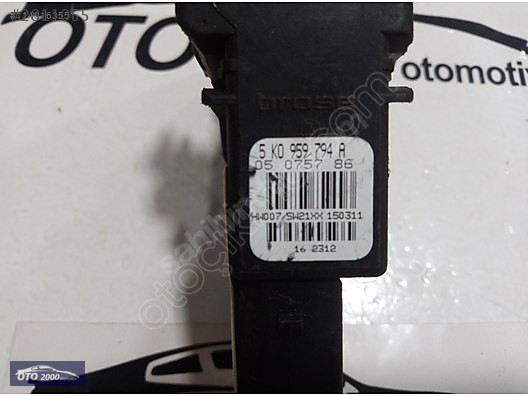 OTO
otomotiv
brose
5 K0 959 794 A
05 0757 86
HW007/SW21XX 150311
16 2312
OTO 2000